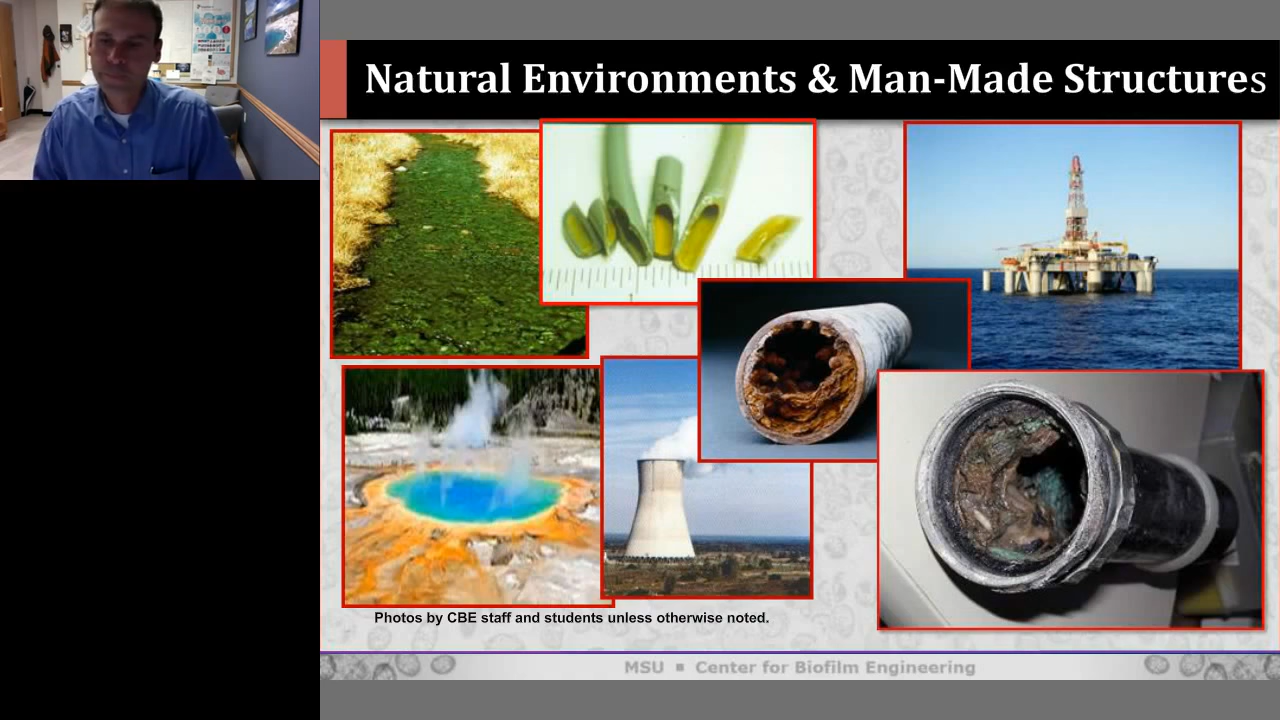 Natural Environments & Man-Made Structures
1
Photos by CBE staff and students unless otherwise noted.
MSU ▪ Center for Biofilm Engineering